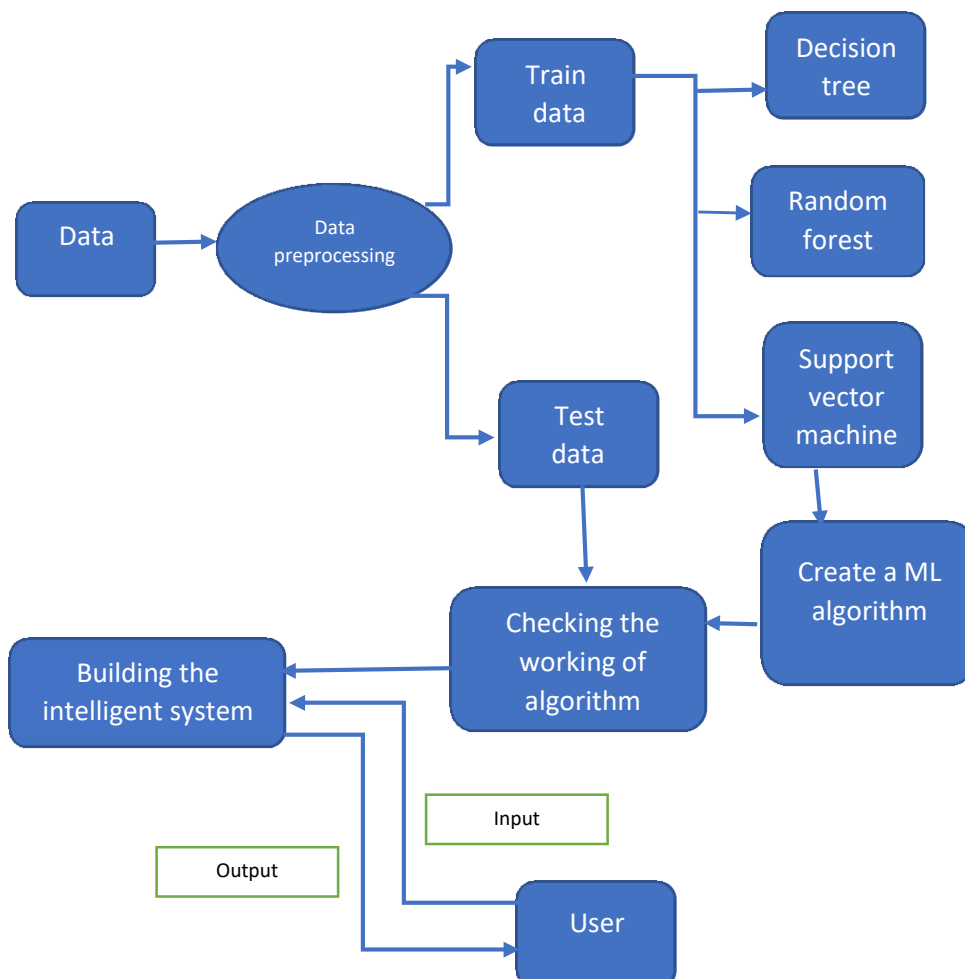 Data
Data
preprocessing
Train
data
Decision
tree
Random
forest
Support
vector
machine
Test
data
Create a ML
algorithm
Checking the
working of
algorithm
Building the
intelligent system
Input
Output
User